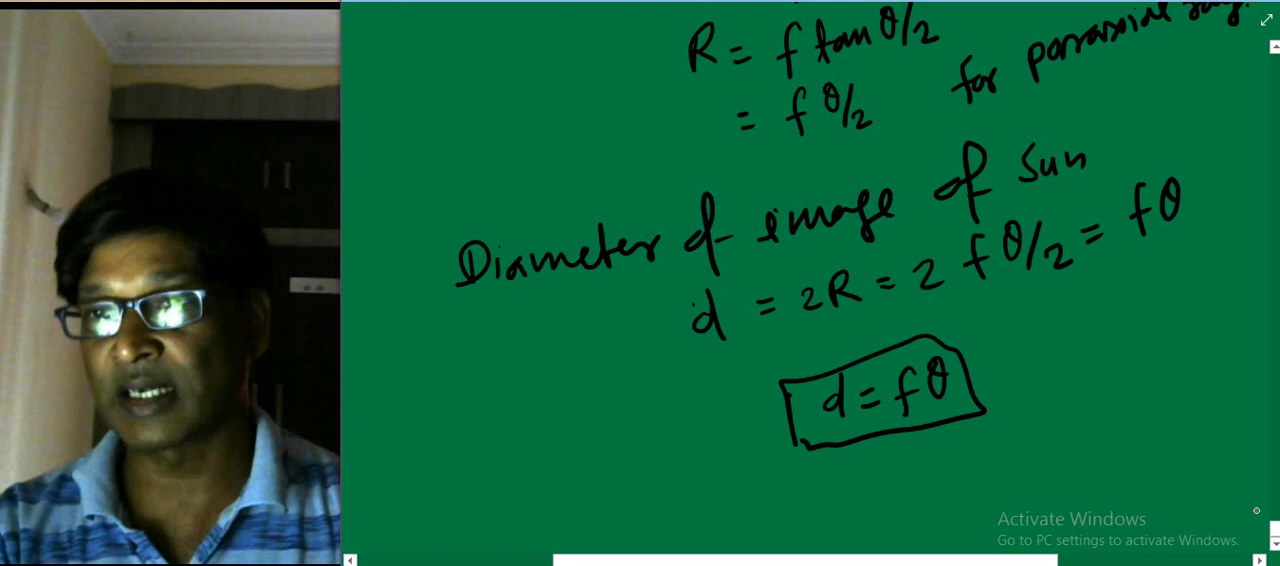 R = f tan θ/2
= f θ/2 for paraxial
Diameter of image of Sun
d = 2R = 2 f θ/2 = fθ
d = fθ
Activate Windows
Go to PC settings to activate Windows.